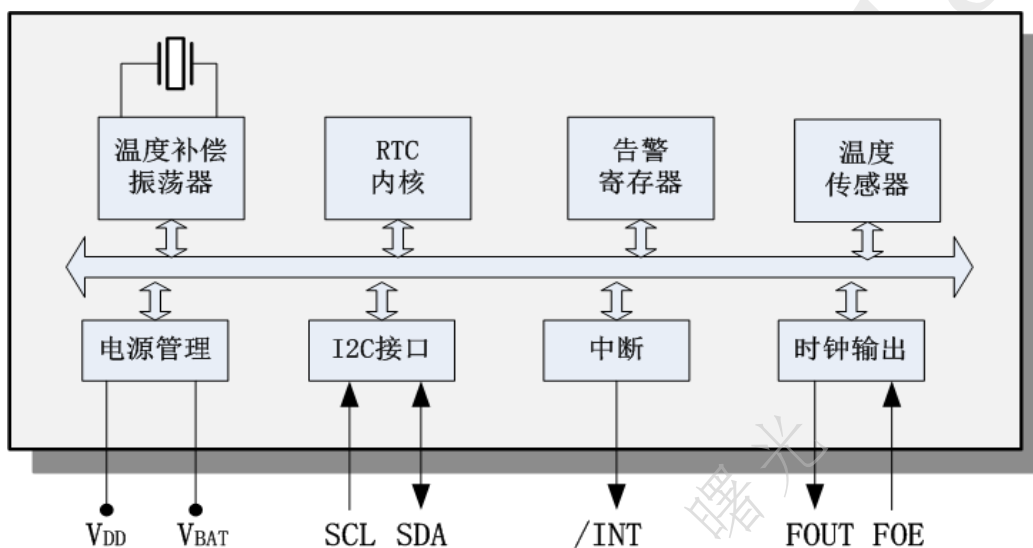 温度补偿
振荡器
RTC
内核
告警
寄存器
温度
传感器
电源管理
I2C接口
中断
时钟输出
曙光
VDD VBAT SCL SDA /INT FOUT FOE